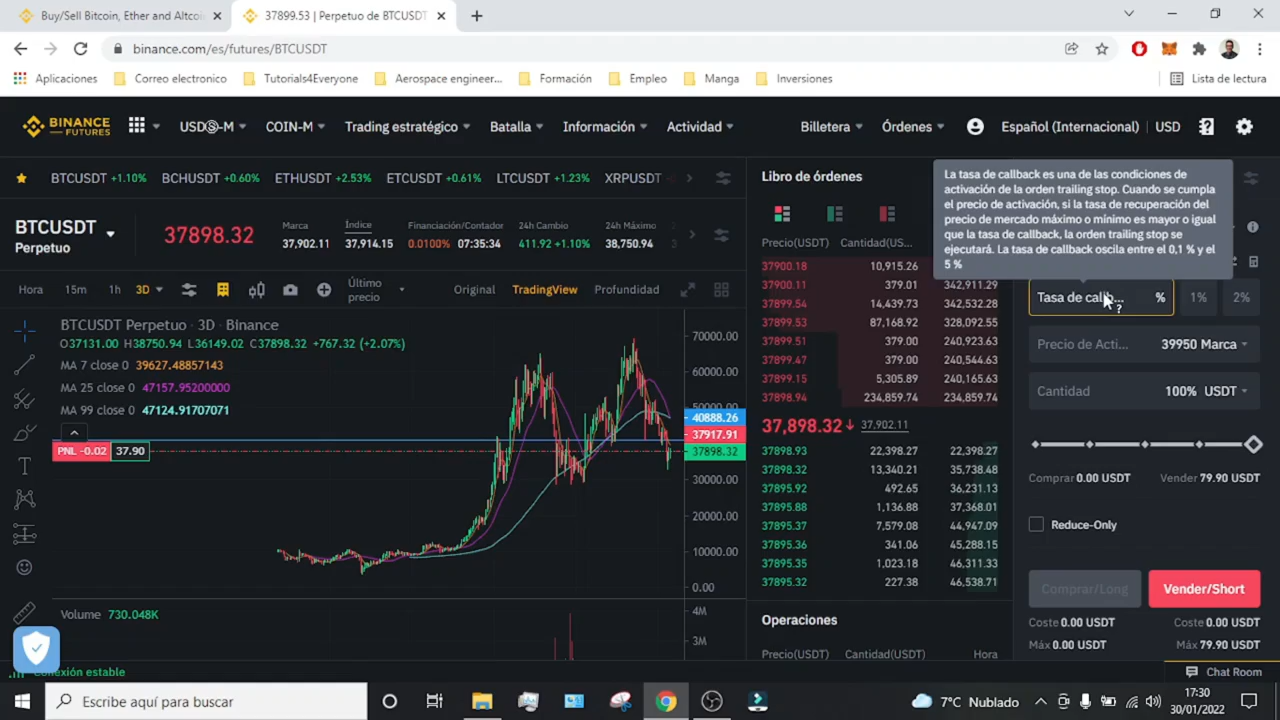 Buy/Sell Bitcoin, Ether and Altcoi
37899.53 | Perpetuo de BTCUSDT
binance.com/es/futures/BTCUSDT
Aplicaciones
Correo electronico
Tutorials4Everyone
Aerospace engineer...
Formación
Empleo
Manga
Inversiones
Lista de lectura
BINANCE
FUTURES
USDⓈ-M
COIN-M
Trading estratégico
Batalla
Información
Actividad
Billetera
Órdenes
Español (Internacional)
USD
BTCUSDT +1.10%
BCHUSDT +0.60%
ETHUSDT +2.53%
ETCUSDT +0.61%
LTCUSDT +1.23%
XRPUSDT
BTCUSDT
Perpetuo
37898.32
Marca
37,902.11
Índice
37,914.15
Financiación/Contador
0.0100% 07:35:34
24h Cambio
411.92 +1.10%
24h Máximo
38,750.94
Hora
15m
1h
3D
Último
precio
Original
TradingView
Profundidad
BTCUSDT Perpetuo · 3D · Binance
O37131.00 H38750.94 L36149.02 C37898.32 +767.32 (+2.07%)
MA 7 close 0 39627.48857143
MA 25 close 0 47157.95200000
MA 99 close 0 47124.91707071
PNL -0.02
37.90
70000.00
60000.00
50000.00
40888.26
37917.91
37898.32
30000.00
20000.00
10000.00
0.00
Volume 730.048K
4M
3M
Libro de órdenes
Precio(USDT)
Cantidad(US...
37900.18 10,915.26
37900.11 379.01 342,911.29
37899.54 14,439.73 342,532.28
37899.53 87,168.92 328,092.55
37899.51 379.00 240,923.63
37899.47 379.00 240,544.63
37899.15 5,305.89 240,165.63
37898.94 234,859.74 234,859.74
37,898.32↓ 37,902.11
37898.93 22,398.27 22,398.27
37898.32 13,340.21 35,738.48
37895.92 492.65 36,231.13
37895.88 1,136.88 37,368.01
37895.37 7,579.08 44,947.09
37895.36 341.06 45,288.15
37895.35 1,023.18 46,311.33
37895.32 227.38 46,538.71
Operaciones
Precio(USDT)
Cantidad(USDT)
Hora
La tasa de callback es una de las condiciones de
activación de la orden trailing stop. Cuando se cumpla
el precio de activación, si la tasa de recuperación del
precio de mercado máximo o mínimo es mayor o igual
que la tasa de callback, la orden trailing stop se
ejecutará. La tasa de callback oscila entre el 0,1 % y el
5 %
Tasa de callb...
%
1%
2%
Precio de Acti...
39950 Marca
Cantidad
100% USDT
Comprar 0.00 USDT
Vender 79.90 USDT
Reduce-Only
Comprar/Long
Vender/Short
Coste 0.00 USDT
Coste 0.00 USDT
Máx 0.00 USDT
Máx 79.90 USDT
Conexión estable
Chat Room
Escribe aquí para buscar
7°C Nublado
17:30
30/01/2022